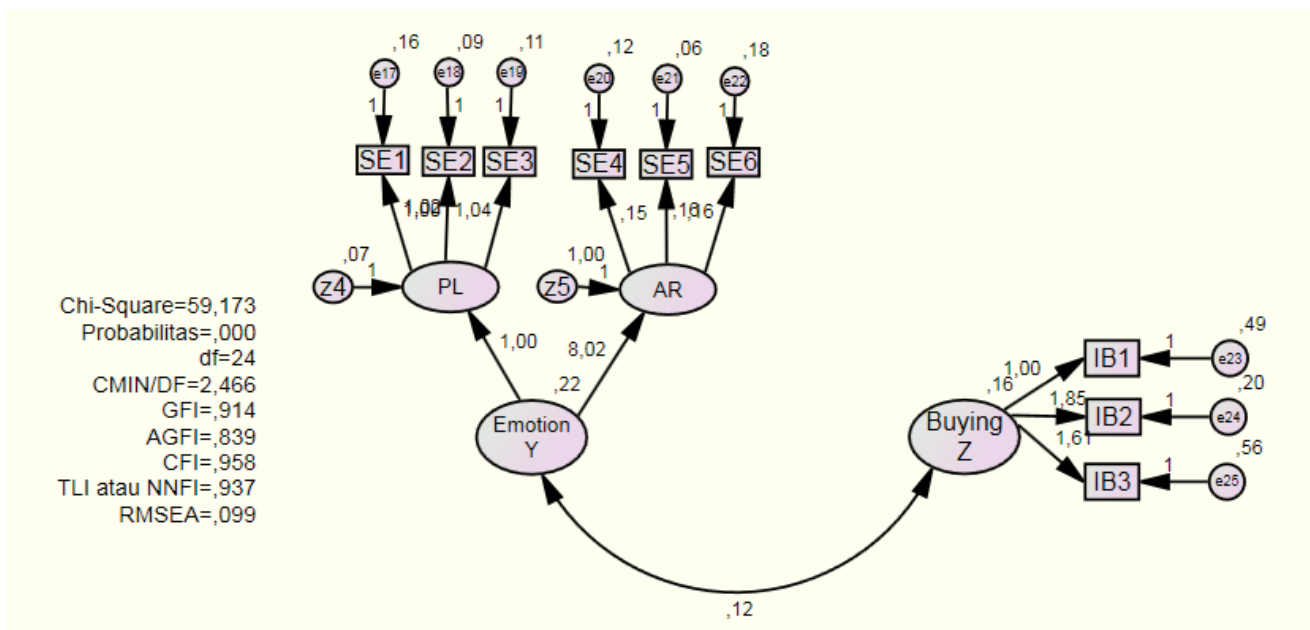 ,16 ,09 ,11 ,12 ,06 ,18
e17 e18 e19 e20 e21 e22
1 1 1 1 1 1
SE1 SE2 SE3 SE4 SE5 SE6
1,04 ,15 ,16
,07 1,00
z4 1 PL z5 1 AR
1,00 8,02
,22
Emotion
Y
Chi-Square=59,173
Probabilitas=,000
df=24
CMIN/DF=2,466
GFI=,914
AGFI=,839
CFI=,958
TLI atau NNFI=,937
RMSEA=,099
,16
Buying
Z
1,00 IB1 1 e23 ,49
1,85 IB2 1 e24 ,20
1,61 IB3 1 e25 ,56
,12